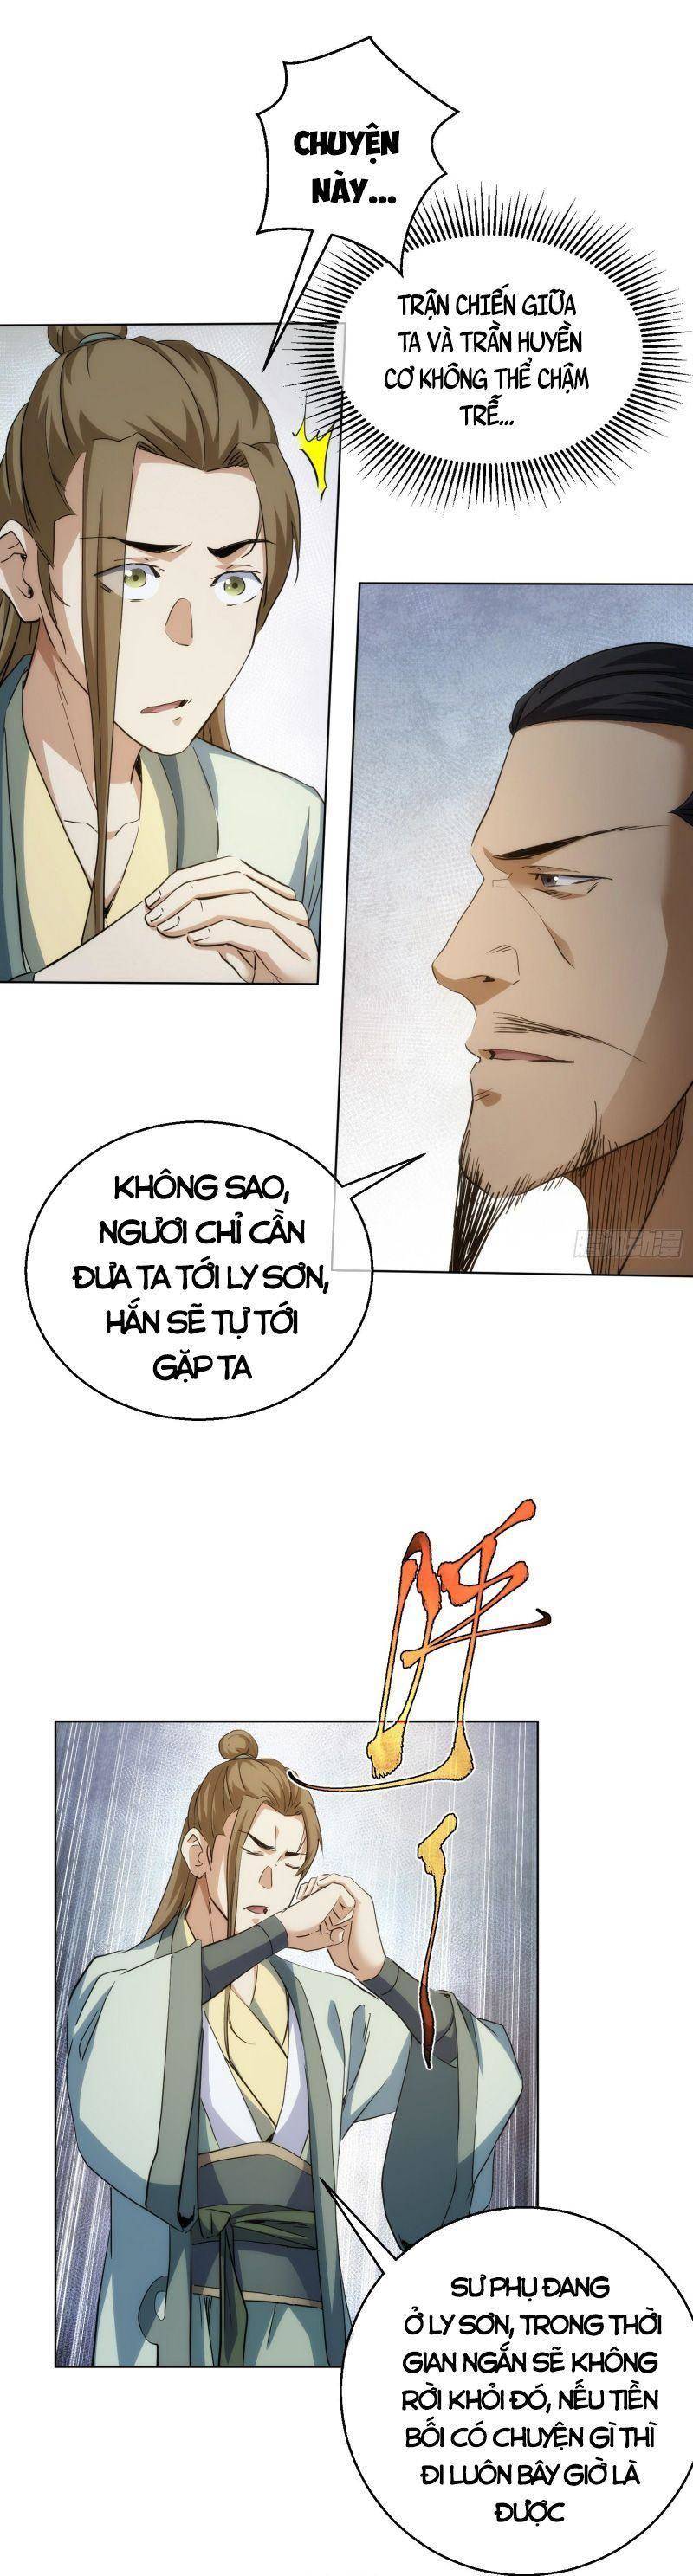 CHUYỆN
NÀY...
TRẬN CHIẾN GIỮA
TA VÀ TRẦN HUYỀN
CƠ KHÔNG THỂ CHẬM
TRỄ...
KHÔNG SAO,
NGƯƠI CHỈ CẦN
ĐƯA TA TỚI LY SƠN,
HẮN SẼ TỰ TỚI
GẶP TA
SƯ PHỤ ĐANG
Ở LY SƠN, TRONG THỜI
GIAN NGẮN SẼ KHÔNG
RỜI KHỎI ĐÓ, NẾU TIỀN
BỐI CÓ CHUYỆN GÌ THÌ
ĐI LUÔN BÂY GIỜ LÀ
ĐƯỢC